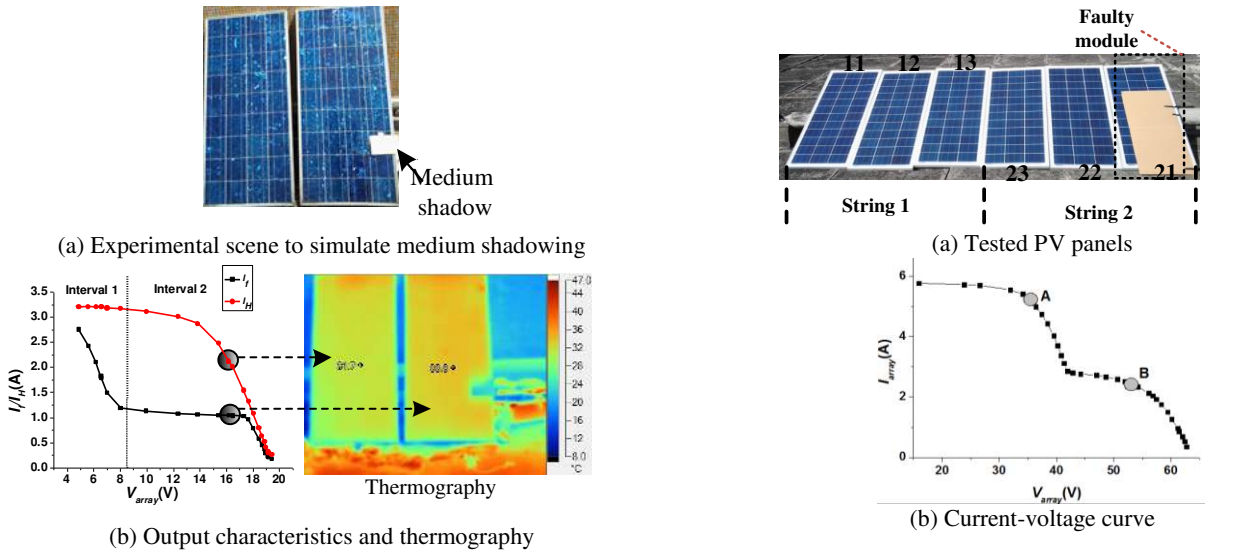 Medium
shadow
(a) Experimental scene to simulate medium shadowing
Interval 1 Interval 2
I_f
I_H
I_f/I_H(A)
3.5
3.0
2.5
2.0
1.5
1.0
0.5
0.0
4 6 8 10 12 14 16 18 20
V_array(V)
47.0
44
40
36
32
28
24
20
16
12
8.0
°C
Thermography
(b) Output characteristics and thermography
Faulty
module
11 12 13
23 22 21
String 1 String 2
(a) Tested PV panels
I_array(A)
6
4
2
0
A
B
20 30 40 50 60
V_array(V)
(b) Current-voltage curve